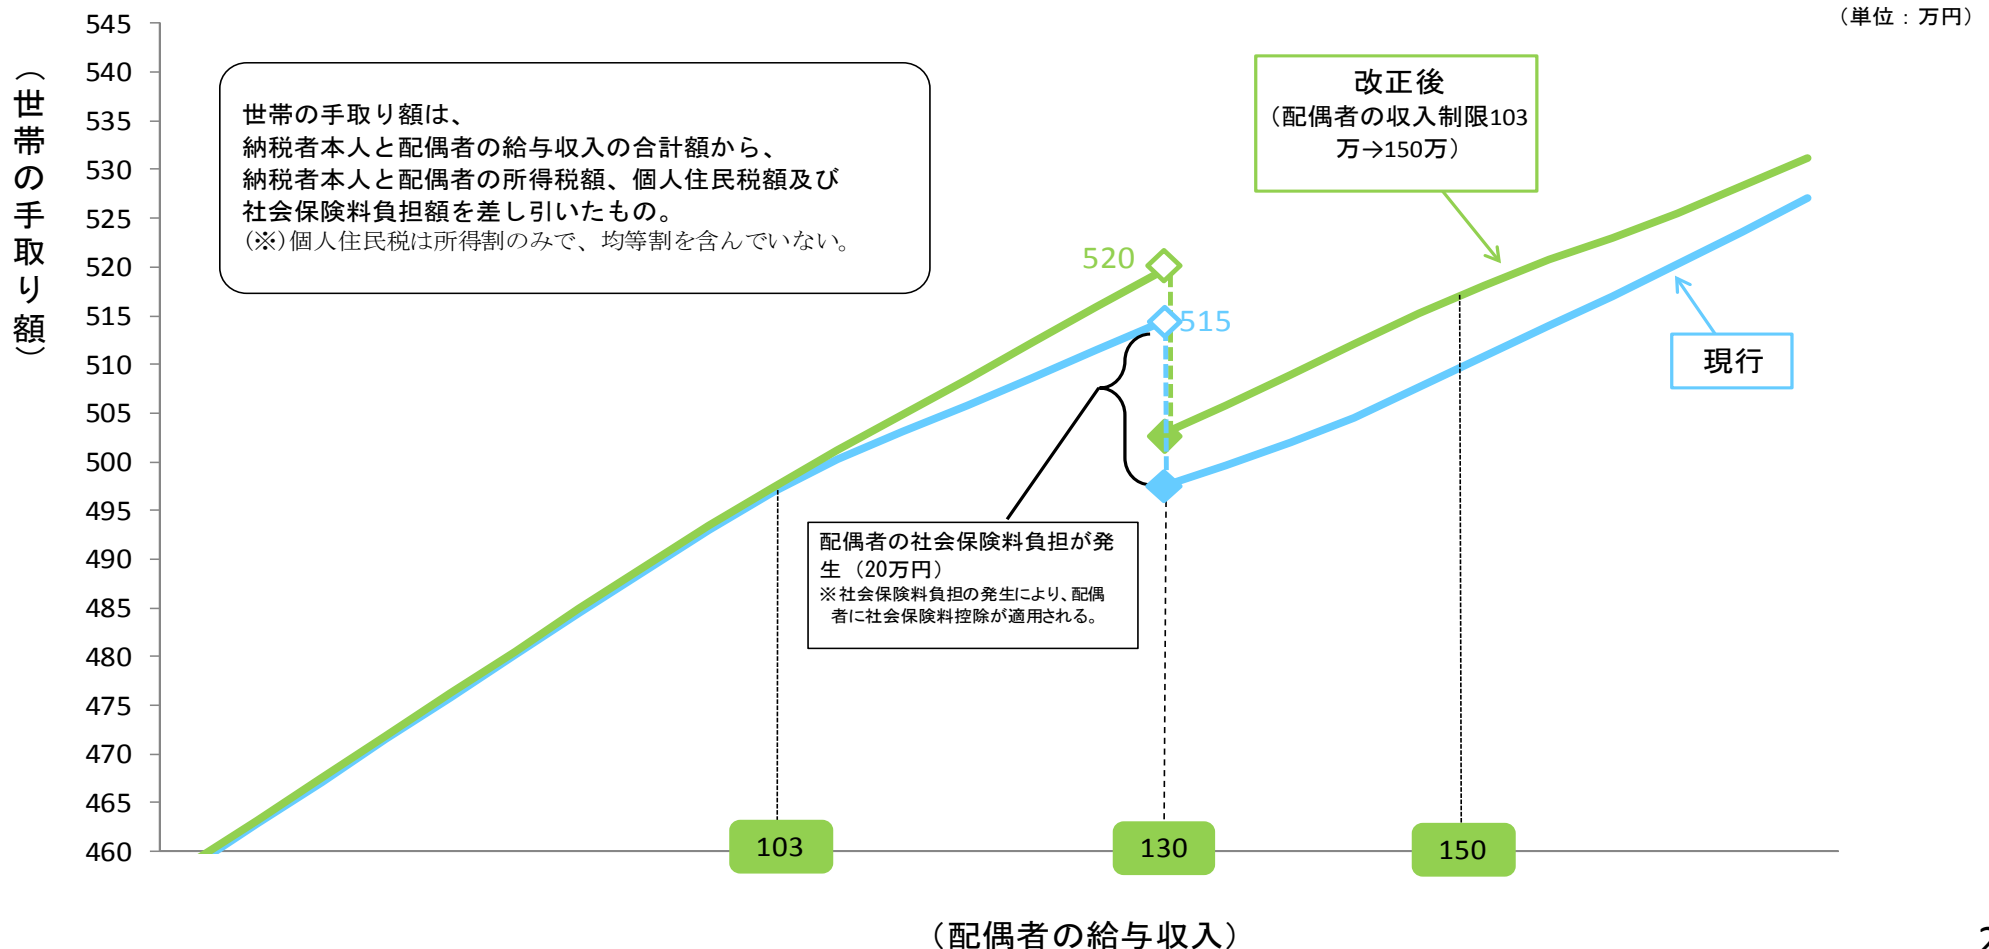 （単位：万円）
（世帯の手取り額）
545
540
535
530
525
520
515
510
505
500
495
490
485
480
475
470
465
460
世帯の手取り額は、
納税者本人と配偶者の給与収入の合計額から、
納税者本人と配偶者の所得税額、個人住民税額及び
社会保険料負担額を差し引いたもの。
(※)個人住民税は所得割のみで、均等割を含んでいない。
改正後
（配偶者の収入制限103
万→150万）
520
515
現行
配偶者の社会保険料負担が発
生（20万円）
※社会保険料負担の発生により、配偶
者に社会保険料控除が適用される。
103
130
150
（配偶者の給与収入）